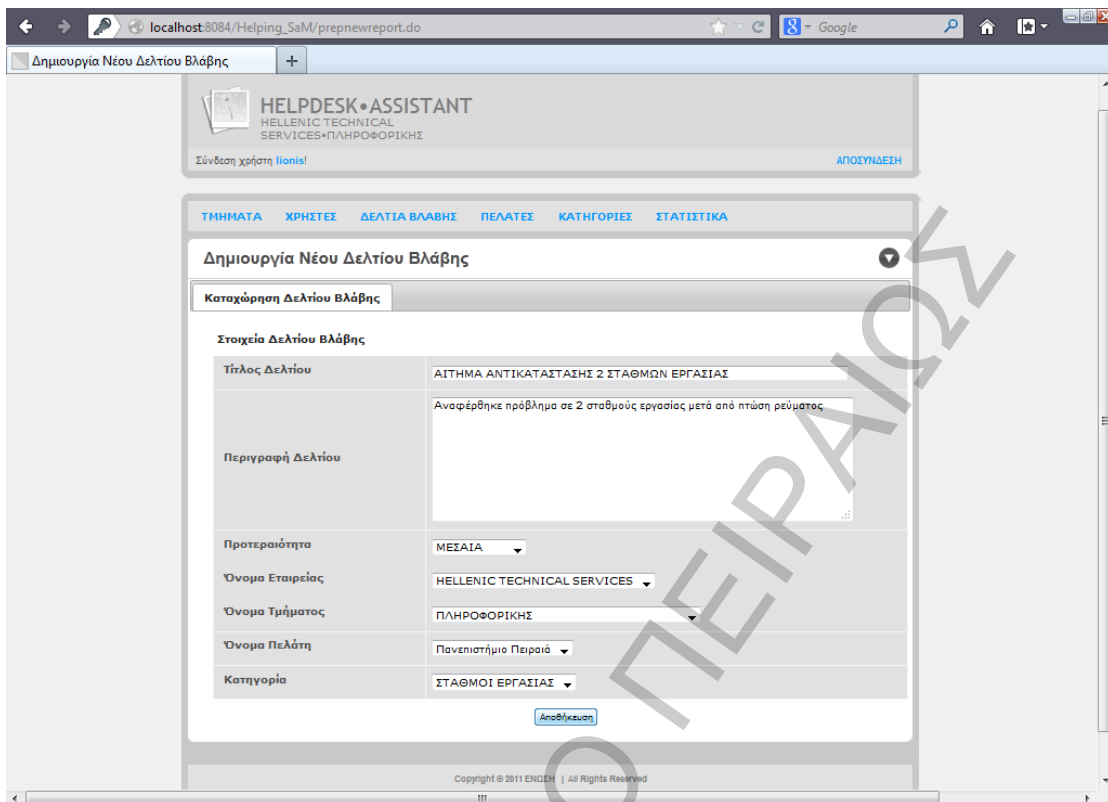 localhost:8084/Helping_SaM/prepnewreport.do
Google
Δημιουργία Νέου Δελτίου Βλάβης
HELPDESK•ASSISTANT
HELLENIC TECHNICAL
SERVICES•ΠΛΗΡΟΦΟΡΙΚΗΣ
Σύνδεση χρήστη lionis!
ΑΠΟΣΥΝΔΕΣΗ
ΤΜΗΜΑΤΑ ΧΡΗΣΤΕΣ ΔΕΛΤΙΑ ΒΛΑΒΗΣ ΠΕΛΑΤΕΣ ΚΑΤΗΓΟΡΙΕΣ ΣΤΑΤΙΣΤΙΚΑ
Δημιουργία Νέου Δελτίου Βλάβης
Καταχώρηση Δελτίου Βλάβης
Στοιχεία Δελτίου Βλάβης
Τίτλος Δελτίου ΑΙΤΗΜΑ ΑΝΤΙΚΑΤΑΣΤΑΣΗΣ 2 ΣΤΑΘΜΩΝ ΕΡΓΑΣΙΑΣ
Περιγραφή Δελτίου Αναφέρθηκε πρόβλημα σε 2 σταθμούς εργασίας μετά από πτώση ρεύματος
Προτεραιότητα ΜΕΣΑΙΑ
Όνομα Εταιρείας HELLENIC TECHNICAL SERVICES
Όνομα Τμήματος ΠΛΗΡΟΦΟΡΙΚΗΣ
Όνομα Πελάτη Πανεπιστήμιο Πειραιά
Κατηγορία ΣΤΑΘΜΟΙ ΕΡΓΑΣΙΑΣ
Αποθήκευση
Copyright © 2011 ΕΝΩΣΗ | All Rights Reserved
Ο ΠΕΙΡΑΙΩΣ